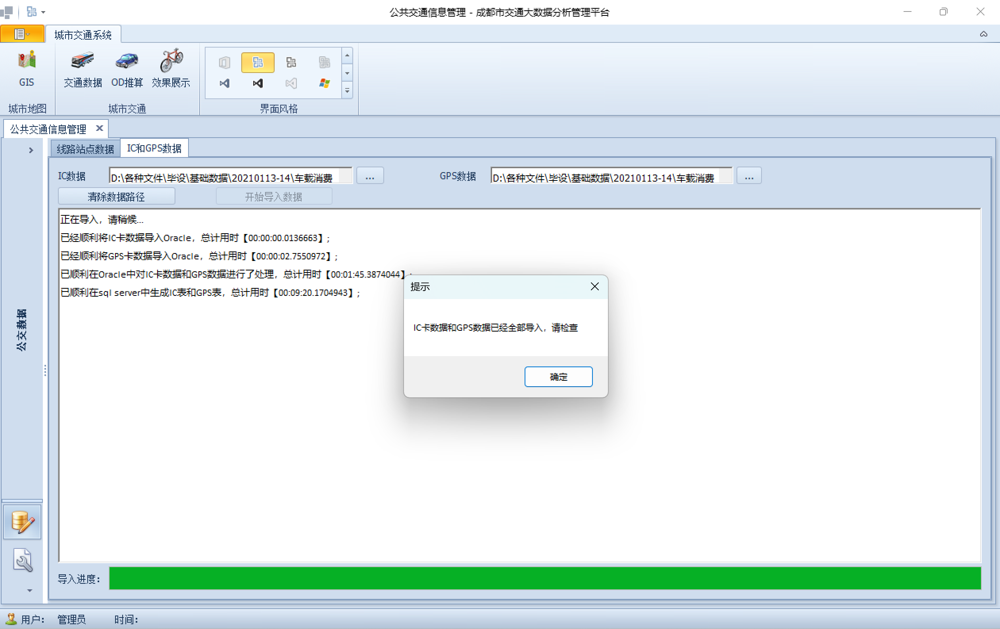 公共交通信息管理 - 成都市交通大数据分析管理平台
城市交通系统
GIS
交通数据 OD推算 效果展示
城市地图 城市交通 界面风格
公共交通信息管理
线路站点数据 IC和GPS数据
IC数据 D:\各种文件\毕设\基础数据\20210113-14\车载消费 ... GPS数据 D:\各种文件\毕设\基础数据\20210113-14\车载消费 ...
清除数据路径 开始导入数据
正在导入，请稍候...
已经顺利将IC卡数据导入Oracle，总计用时【00:00:00.0136663】;
已经顺利将GPS卡数据导入Oracle，总计用时【00:00:02.7550972】;
已顺利在Oracle中对IC卡数据和GPS数据进行了处理，总计用时【00:01:45.3874044】;
已顺利在sql server中生成IC表和GPS表，总计用时【00:09:20.1704943】;
提示
IC卡数据和GPS数据已经全部导入，请检查
确定
公交数据
导入进度：
用户： 管理员 时间：